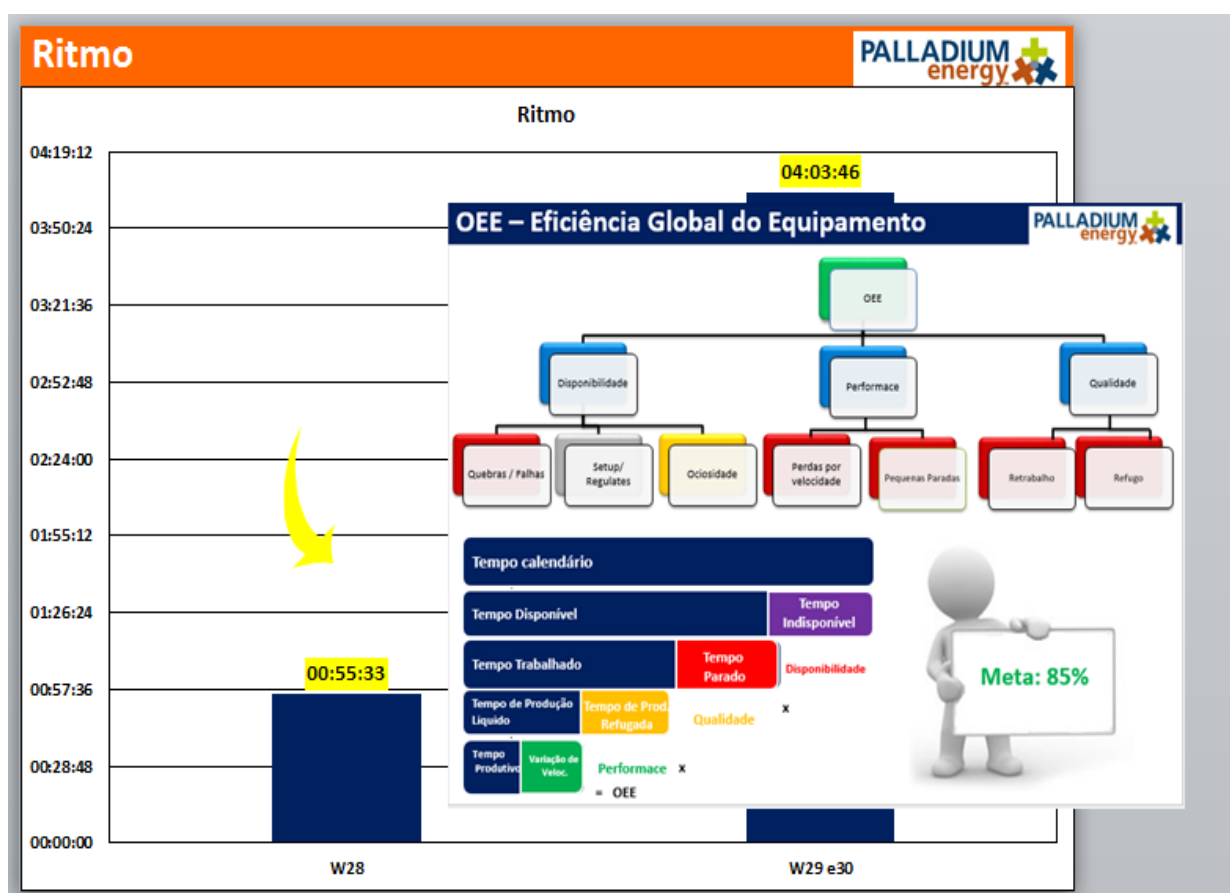 Ritmo
PALLADIUM
energy
Ritmo
04:19:12
04:03:46
03:50:24
03:21:36
02:52:48
02:24:00
01:55:12
01:26:24
00:57:36
00:55:33
00:28:48
00:00:00
W28
W29 e30
OEE – Eficiência Global do Equipamento
PALLADIUM
energy
OEE
Disponibilidade
Performace
Qualidade
Quebras / Falhas
Setup/
Regulates
Ociosidade
Perdas por
velocidade
Pequenas Paradas
Retrabalho
Refugo
Tempo calendário
Tempo Disponível
Tempo
Indisponível
Tempo Trabalhado
Tempo
Parado
Disponibilidade
Tempo de Produção
Liquido
Tempo de Prod.
Refugada
Qualidade
x
Tempo
Produtivo
Variação de
Veloc.
Performace x
= OEE
Meta: 85%